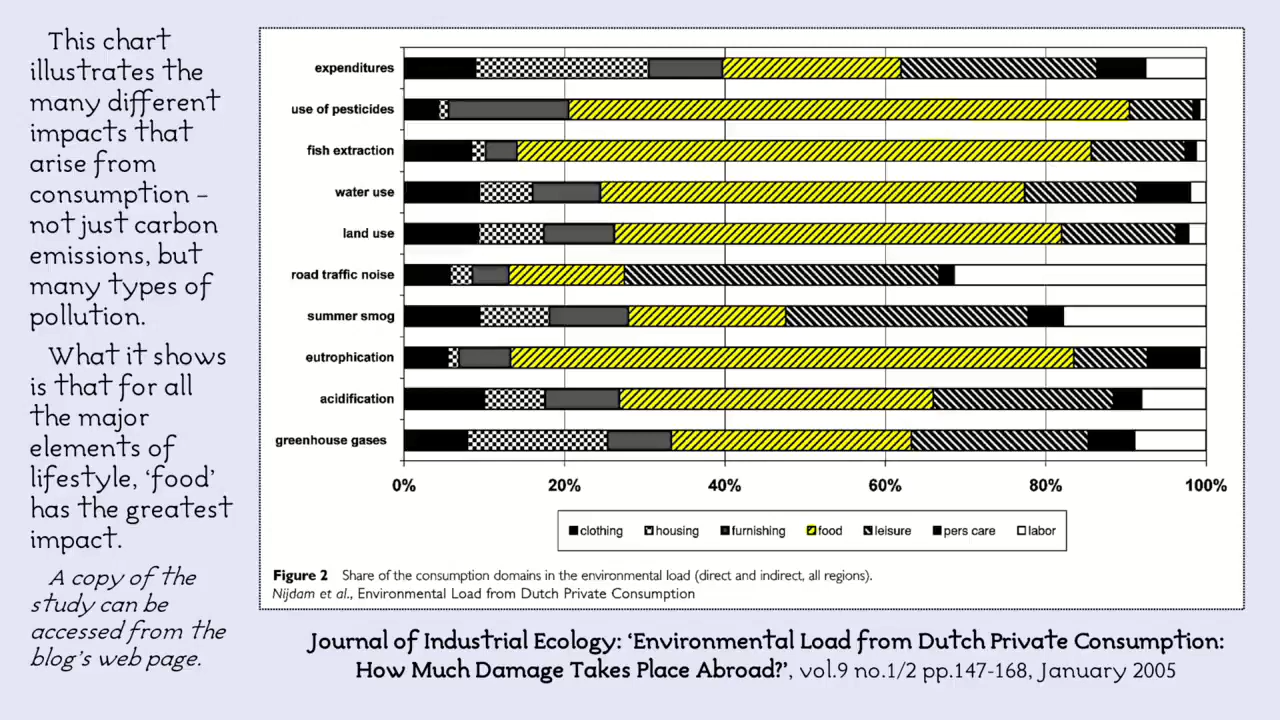 This chart
illustrates the
many different
impacts that
arise from
consumption –
not just carbon
emissions, but
many types of
pollution.
What it shows
is that for all
the major
elements of
lifestyle, ‘food’
has the greatest
impact.
A copy of the
study can be
accessed from the
blog’s web page.
expenditures
use of pesticides
fish extraction
water use
land use
road traffic noise
summer smog
eutrophication
acidification
greenhouse gases
0% 20% 40% 60% 80% 100%
clothing housing furnishing food leisure pers care labor
Figure 2 Share of the consumption domains in the environmental load (direct and indirect, all regions).
Nijdam et al., Environmental Load from Dutch Private Consumption
Journal of Industrial Ecology: ‘Environmental Load from Dutch Private Consumption:
How Much Damage Takes Place Abroad?’, vol.9 no.1/2 pp.147-168, January 2005